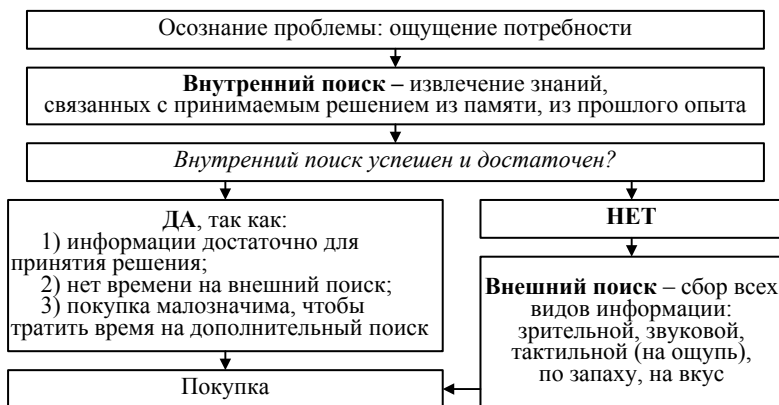 Осознание проблемы: ощущение потребности
Внутренний поиск – извлечение знаний,
связанных с принимаемым решением из памяти, из прошлого опыта
Внутренний поиск успешен и достаточен?
ДА, так как:
1) информации достаточно для
принятия решения;
2) нет времени на внешний поиск;
3) покупка малозначима, чтобы
тратить время на дополнительный поиск
НЕТ
Внешний поиск – сбор всех
видов информации:
зрительной, звуковой,
тактильной (на ощупь),
по запаху, на вкус
Покупка